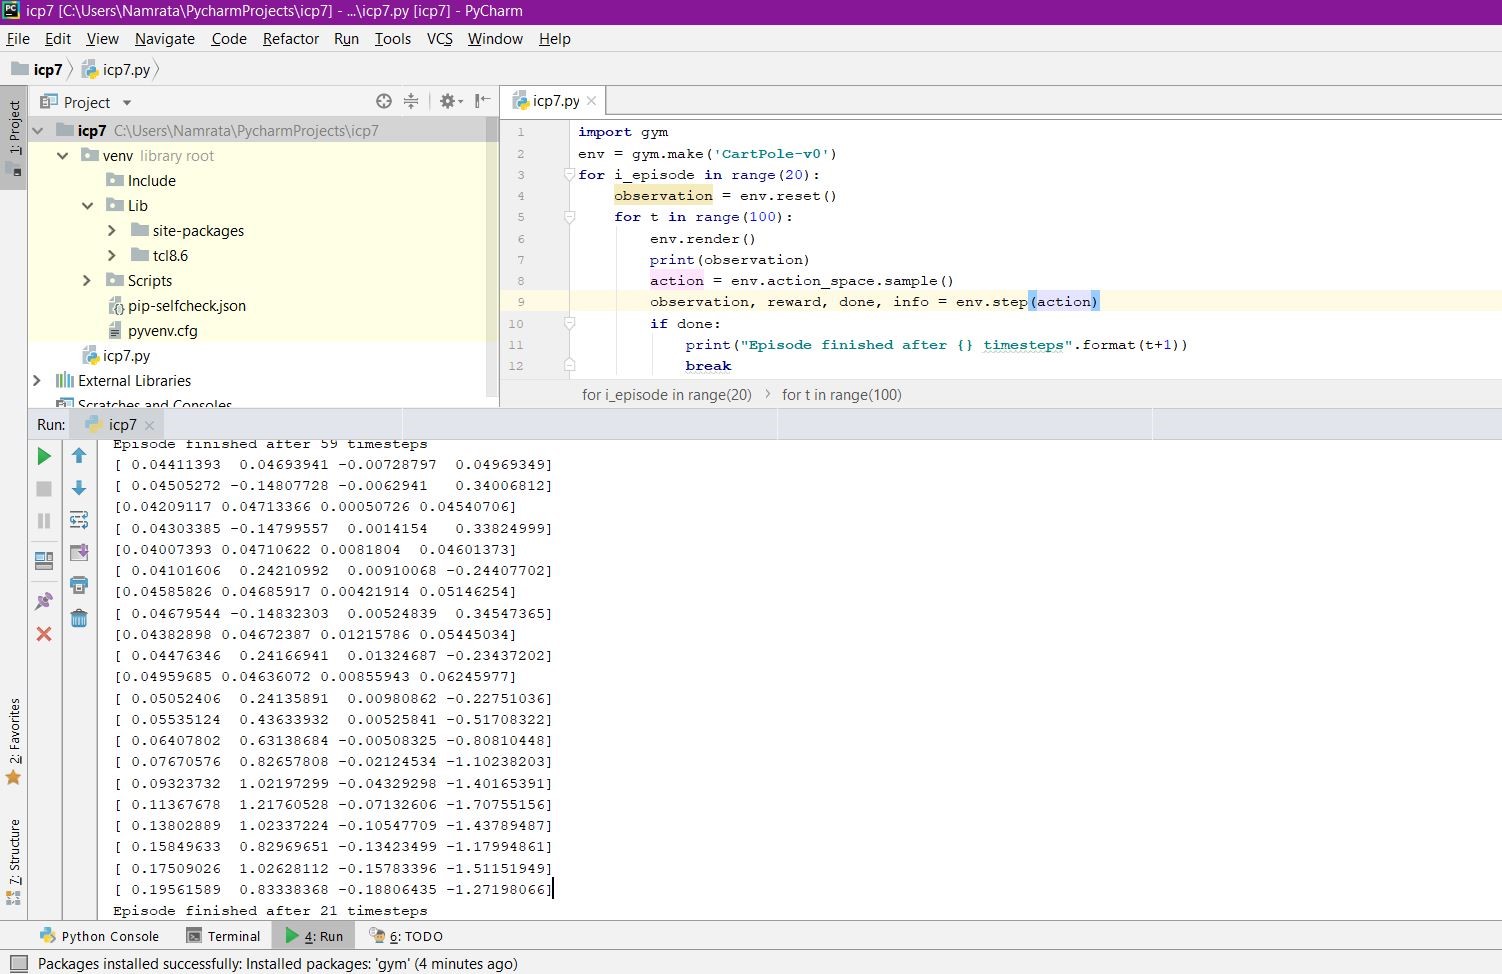 icp7 [C:\Users\Namrata\PycharmProjects\icp7] - ...\icp7.py [icp7] - PyCharm
File Edit View Navigate Code Refactor Run Tools VCS Window Help
icp7 icp7.py
1: Project
Project
icp7 C:\Users\Namrata\PycharmProjects\icp7
venv library root
Include
Lib
site-packages
tcl8.6
Scripts
pip-selfcheck.json
pyvenv.cfg
icp7.py
External Libraries
Scratches and Consoles
icp7.py
1 import gym
2 env = gym.make('CartPole-v0')
3 for i_episode in range(20):
4 observation = env.reset()
5 for t in range(100):
6 env.render()
7 print(observation)
8 action = env.action_space.sample()
9 observation, reward, done, info = env.step(action)
10 if done:
11 print("Episode finished after {} timesteps".format(t+1))
12 break
for i_episode in range(20) > for t in range(100)
Run: icp7
Episode finished after 59 timesteps
[ 0.04411393  0.04693941 -0.00728797  0.04969349]
[ 0.04505272 -0.14807728 -0.0062941   0.34006812]
[0.04209117 0.04713366 0.00050726 0.04540706]
[ 0.04303385 -0.14799557  0.0014154   0.33824999]
[0.04007393 0.04710622 0.0081804  0.04601373]
[ 0.04101606  0.24210992  0.00910068 -0.24407702]
[0.04585826 0.04685917 0.00421914 0.05146254]
[ 0.04679544 -0.14832303  0.00524839  0.34547365]
[0.04382898 0.04672387 0.01215786 0.05445034]
[ 0.04476346  0.24166941  0.01324687 -0.23437202]
[0.04959685 0.04636072 0.00855943 0.06245977]
[ 0.05052406  0.24135891  0.00980862 -0.22751036]
[ 0.05535124  0.43633932  0.00525841 -0.51708322]
[ 0.06407802  0.63138684 -0.00508325 -0.80810448]
[ 0.07670576  0.82657808 -0.02124534 -1.10238203]
[ 0.09323732  1.02197299 -0.04329298 -1.40165391]
[ 0.11367678  1.21760528 -0.07132606 -1.70755156]
[ 0.13802889  1.02337224 -0.10547709 -1.43789487]
[ 0.15849633  0.82969651 -0.13423499 -1.17994861]
[ 0.17509026  1.02628112 -0.15783396 -1.51151949]
[ 0.19561589  0.83338368 -0.18806435 -1.27198066]
Episode finished after 21 timesteps
2: Favorites
7: Structure
Python Console Terminal 4: Run 6: TODO
Packages installed successfully: Installed packages: 'gym' (4 minutes ago)